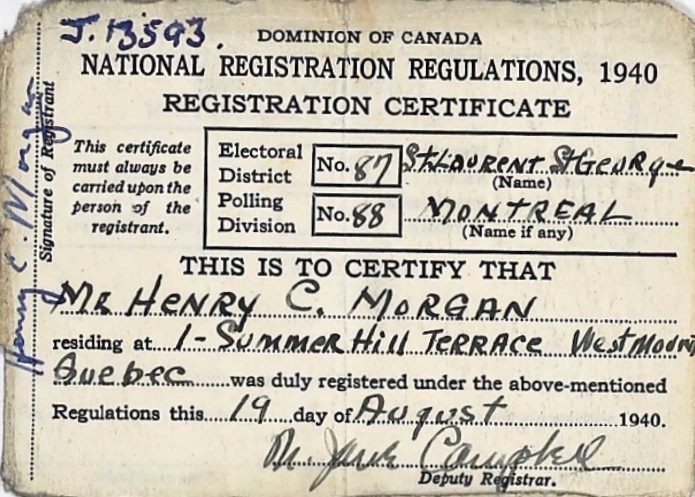 J.13593.
DOMINION OF CANADA
NATIONAL REGISTRATION REGULATIONS, 1940
REGISTRATION CERTIFICATE
Signature of Registrant
Henry C. Morgan
This certificate
must always be
carried upon the
person of the
registrant.
Electoral
District
No. 87
St. Laurent St George
(Name)
Polling
Division
No. 88
MONTREAL
(Name if any)
THIS IS TO CERTIFY THAT
MR HENRY C. MORGAN
residing at 1- Summer Hill TERRACE Westmount
Quebec was duly registered under the above-mentioned
Regulations this 19 day of August 1940.
Campbell
Deputy Registrar.